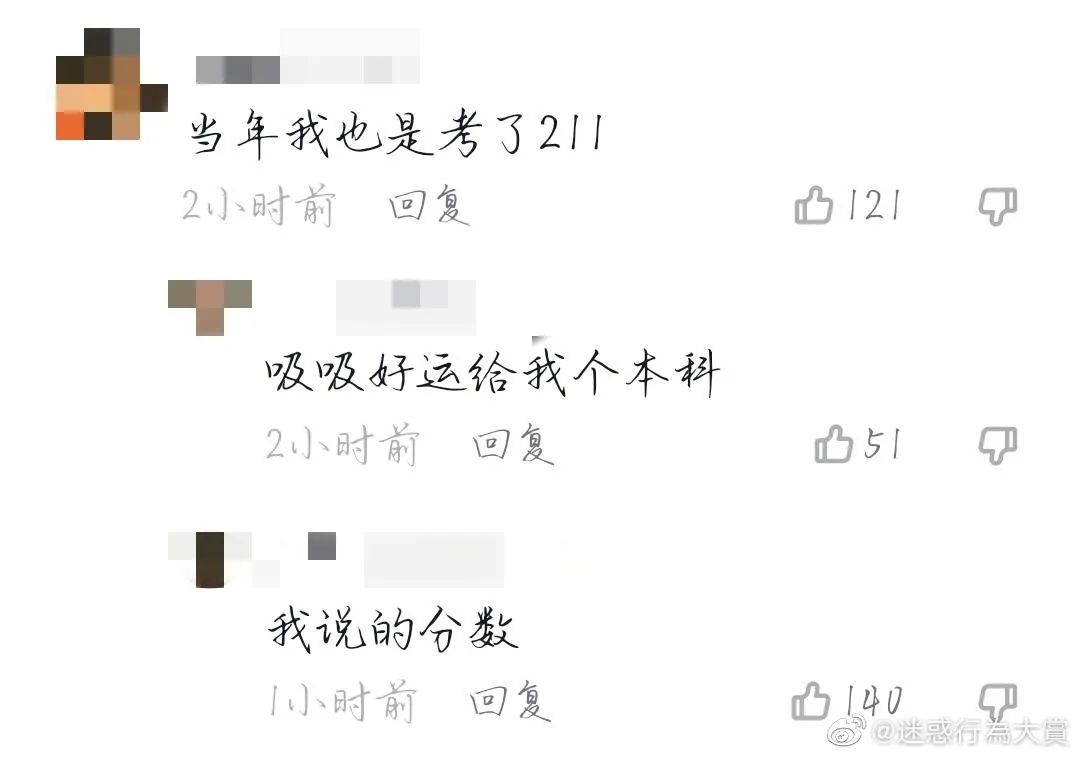 当年我也是考了211
2小时前 回复 121
吸吸好运给我个本科
2小时前 回复 51
我说的分数
1小时前 回复 140
@迷惑行為大賞